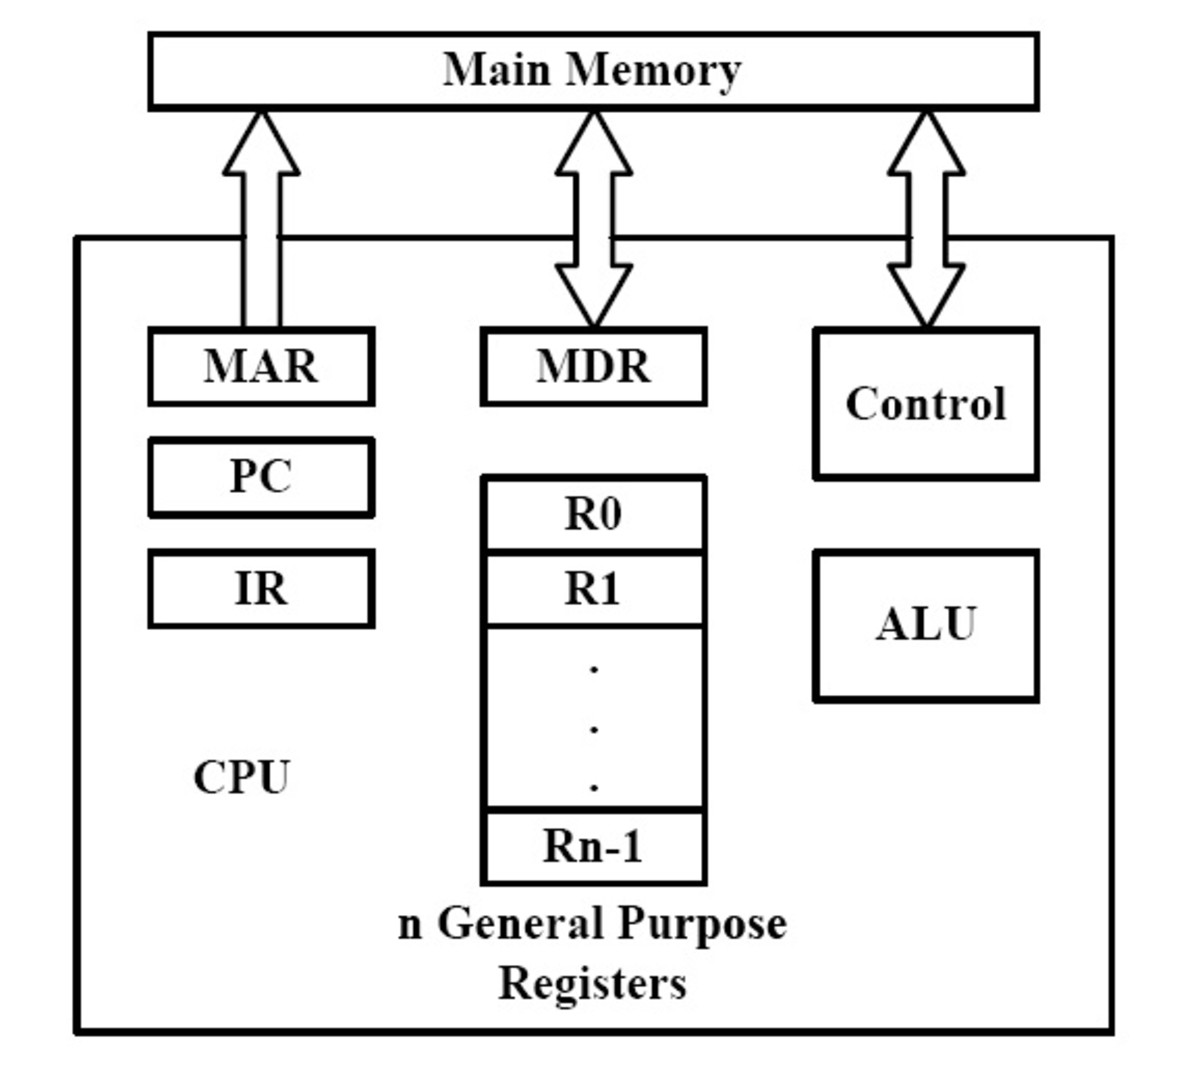 Main Memory
MAR
MDR
Control
PC
R0
IR
R1
ALU
.
.
.
CPU
Rn-1
n General Purpose
Registers